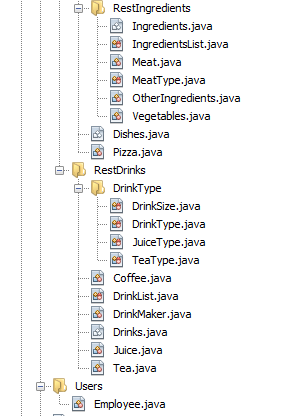 RestIngredients
Ingredients.java
IngredientsList.java
Meat.java
MeatType.java
OtherIngredients.java
Vegetables.java
Dishes.java
Pizza.java
RestDrinks
DrinkType
DrinkSize.java
DrinkType.java
JuiceType.java
TeaType.java
Coffee.java
DrinkList.java
DrinkMaker.java
Drinks.java
Juice.java
Tea.java
Users
Employee.java